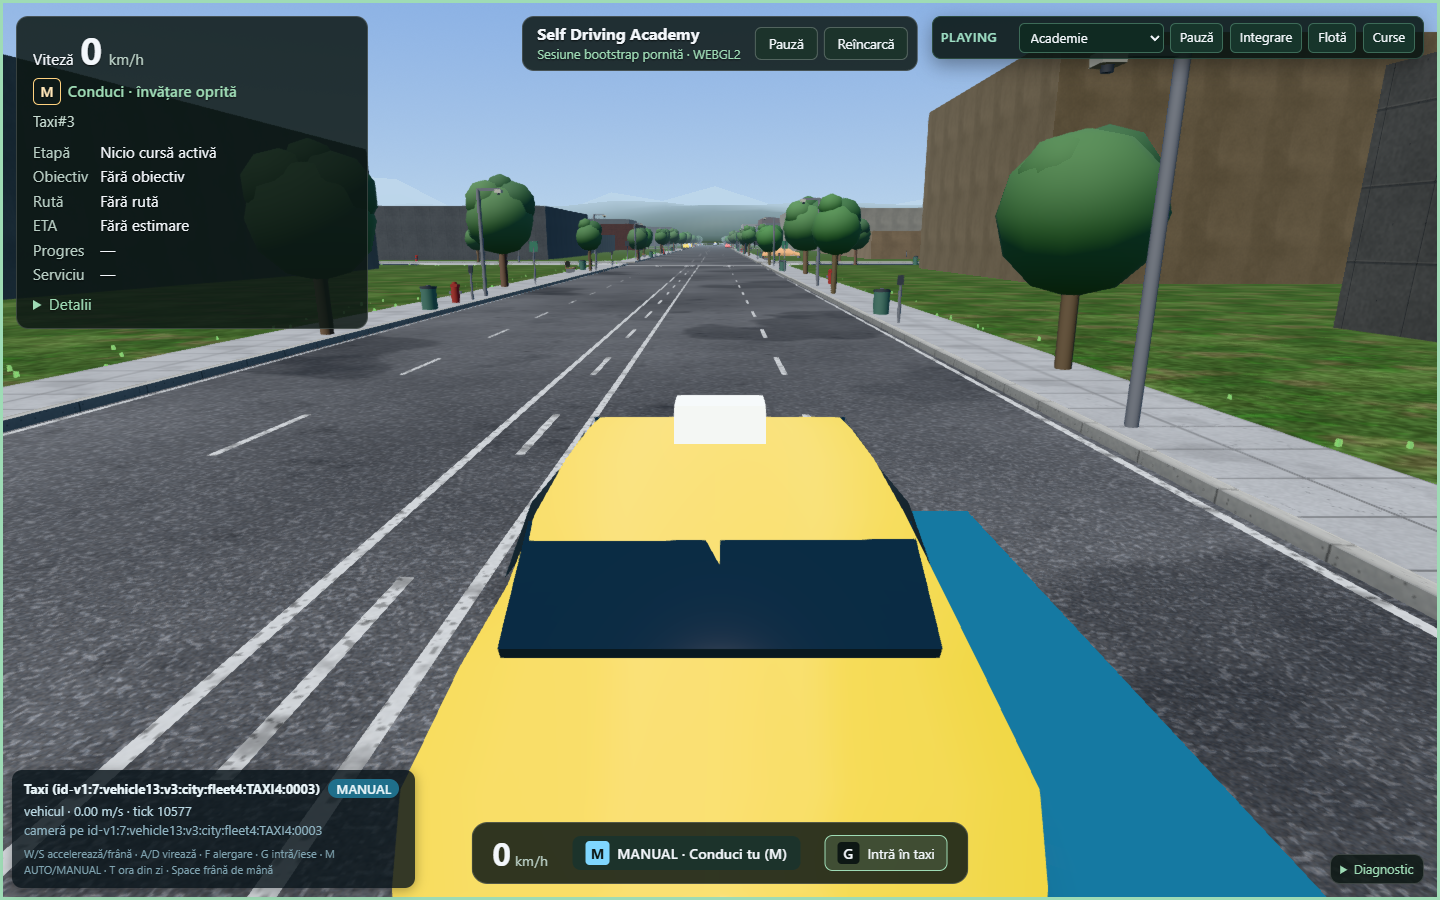 Viteză 0 km/h
M Conduci · învățare oprită
Taxi#3
Etapă Nicio cursă activă
Obiectiv Fără obiectiv
Rută Fără rută
ETA Fără estimare
Progres —
Serviciu —
▶ Detalii
Self Driving Academy
Sesiune bootstrap pornită · WEBGL2
Pauză
Reîncarcă
PLAYING
Academie
Pauză
Integrare
Flotă
Curse
Taxi (id-v1:7:vehicle13:v3:city:fleet4:TAXI4:0003) MANUAL
vehicul · 0.00 m/s · tick 10577
cameră pe id-v1:7:vehicle13:v3:city:fleet4:TAXI4:0003
W/S accelerează/frână · A/D virează · F alergare · G intră/iese · M
AUTO/MANUAL · T ora din zi · Space frână de mână
0 km/h
M MANUAL · Conduci tu (M)
G Intră în taxi
▶ Diagnostic